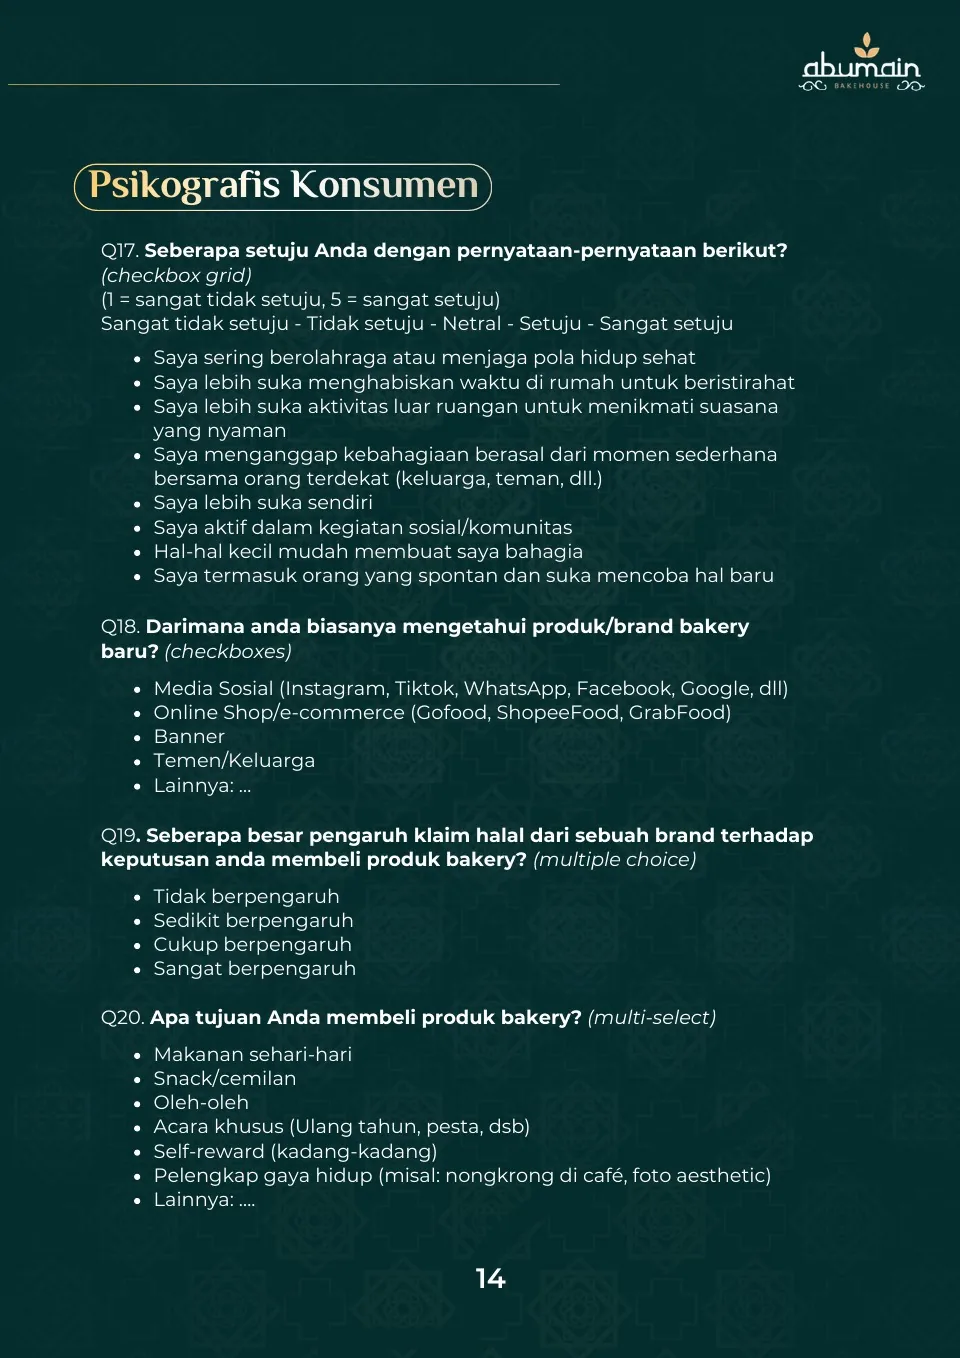 abumain
BAKEHOUSE
Psikografis Konsumen
Q17. Seberapa setuju Anda dengan pernyataan-pernyataan berikut?
(checkbox grid)
(1 = sangat tidak setuju, 5 = sangat setuju)
Sangat tidak setuju - Tidak setuju - Netral - Setuju - Sangat setuju
• Saya sering berolahraga atau menjaga pola hidup sehat
• Saya lebih suka menghabiskan waktu di rumah untuk beristirahat
• Saya lebih suka aktivitas luar ruangan untuk menikmati suasana
yang nyaman
• Saya menganggap kebahagiaan berasal dari momen sederhana
bersama orang terdekat (keluarga, teman, dll.)
• Saya lebih suka sendiri
• Saya aktif dalam kegiatan sosial/komunitas
• Hal-hal kecil mudah membuat saya bahagia
• Saya termasuk orang yang spontan dan suka mencoba hal baru
Q18. Darimana anda biasanya mengetahui produk/brand bakery
baru? (checkboxes)
• Media Sosial (Instagram, Tiktok, WhatsApp, Facebook, Google, dll)
• Online Shop/e-commerce (Gofood, ShopeeFood, GrabFood)
• Banner
• Temen/Keluarga
• Lainnya: ...
Q19. Seberapa besar pengaruh klaim halal dari sebuah brand terhadap
keputusan anda membeli produk bakery? (multiple choice)
• Tidak berpengaruh
• Sedikit berpengaruh
• Cukup berpengaruh
• Sangat berpengaruh
Q20. Apa tujuan Anda membeli produk bakery? (multi-select)
• Makanan sehari-hari
• Snack/cemilan
• Oleh-oleh
• Acara khusus (Ulang tahun, pesta, dsb)
• Self-reward (kadang-kadang)
• Pelengkap gaya hidup (misal: nongkrong di café, foto aesthetic)
• Lainnya: ....
14